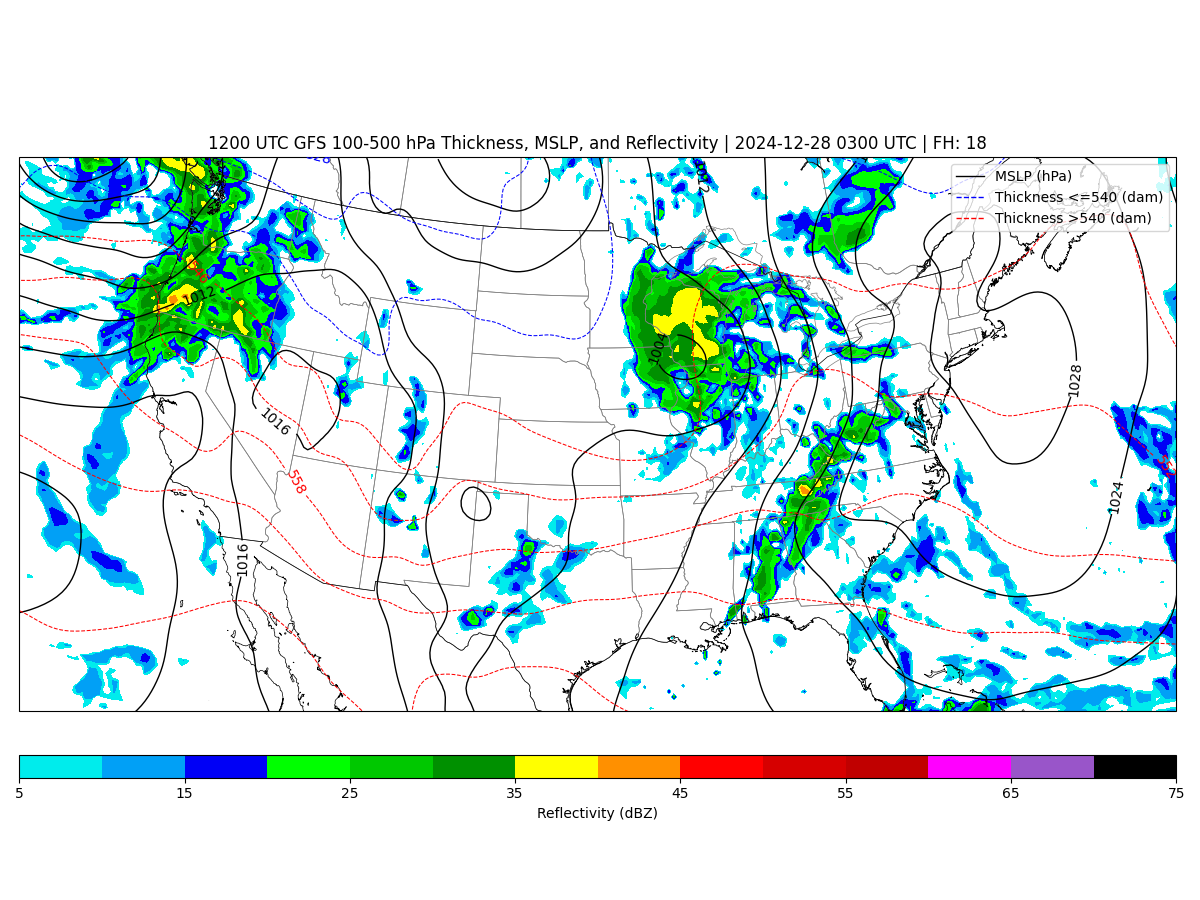 1200 UTC GFS 100-500 hPa Thickness, MSLP, and Reflectivity | 2024-12-28 0300 UTC | FH: 18
MSLP (hPa)
Thickness <=540 (dam)
Thickness >540 (dam)
1012
1012
1004
1028
1016
558
1024
1016
5 15 25 35 45 55 65 75
Reflectivity (dBZ)